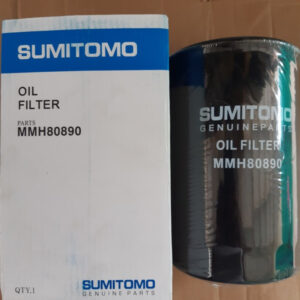 SUMITOMO
OIL
FILTER
PARTS
MMH80890
QTY.1
SUMITOMO
GENUINE PARTS
SUMITOMO
GENUINEPARTS
OIL FILTER
MMH80890